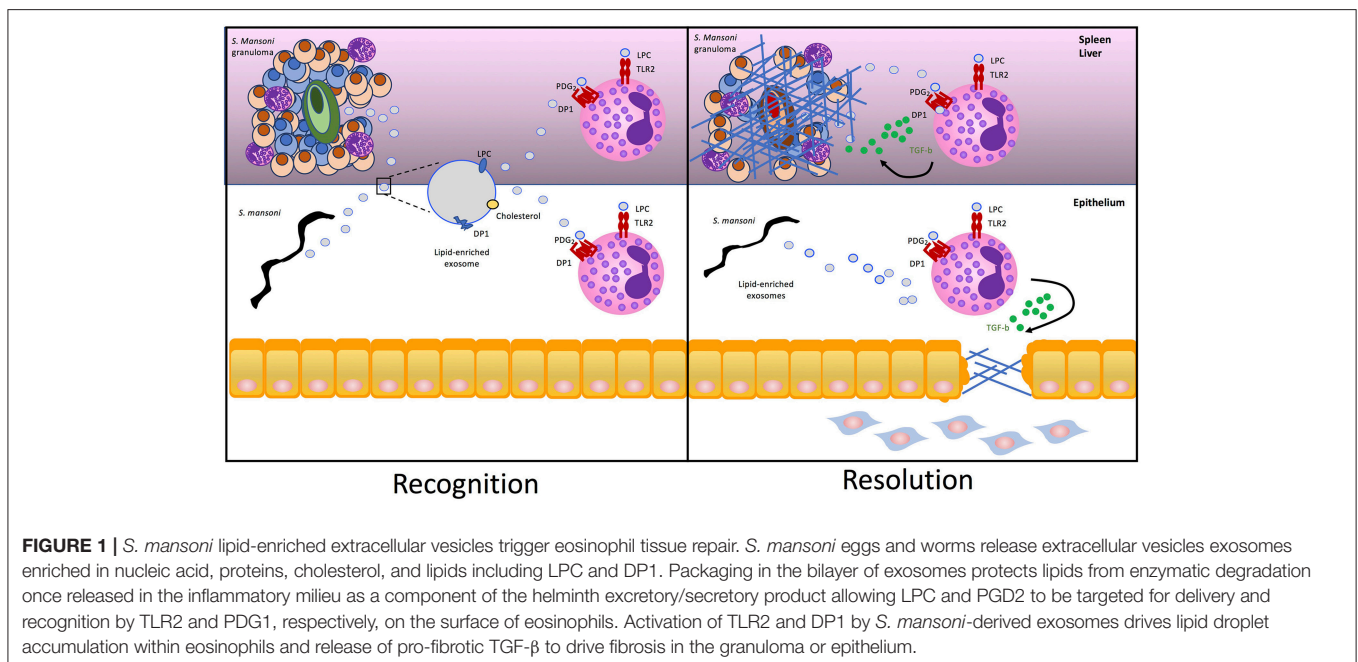 S. Mansoni
granuloma
LPC
TLR2
PDG₂
DP1
LPC
Cholesterol
DP1
Lipid-enriched
exosome
S. mansoni
LPC
TLR2
PDG₂
DP1
Recognition
S. Mansoni
granuloma
Spleen
Liver
LPC
TLR2
PDG₂
DP1
TGF-b
Epithelium
S. mansoni
Lipid-enriched
exosomes
LPC
TLR2
PDG₂
DP1
TGF-b
Resolution
FIGURE 1 | S. mansoni lipid-enriched extracellular vesicles trigger eosinophil tissue repair. S. mansoni eggs and worms release extracellular vesicles exosomes
enriched in nucleic acid, proteins, cholesterol, and lipids including LPC and DP1. Packaging in the bilayer of exosomes protects lipids from enzymatic degradation
once released in the inflammatory milieu as a component of the helminth excretory/secretory product allowing LPC and PGD2 to be targeted for delivery and
recognition by TLR2 and PDG1, respectively, on the surface of eosinophils. Activation of TLR2 and DP1 by S. mansoni-derived exosomes drives lipid droplet
accumulation within eosinophils and release of pro-fibrotic TGF-β to drive fibrosis in the granuloma or epithelium.